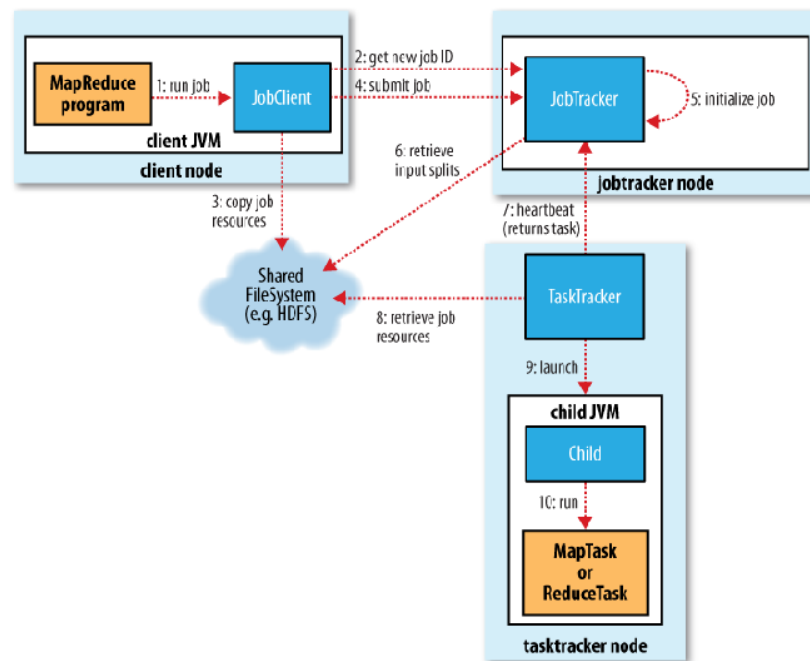 MapReduce
program
1: run job
JobClient
client JVM
client node
2: get new job ID
4: submit job
JobTracker
5: initialize job
jobtracker node
3: copy job
resources
6: retrieve
input splits
7: heartbeat
(returns task)
Shared
FileSystem
(e.g. HDFS)
8: retrieve job
resources
TaskTracker
9: launch
child JVM
Child
10: run
MapTask
or
ReduceTask
tasktracker node